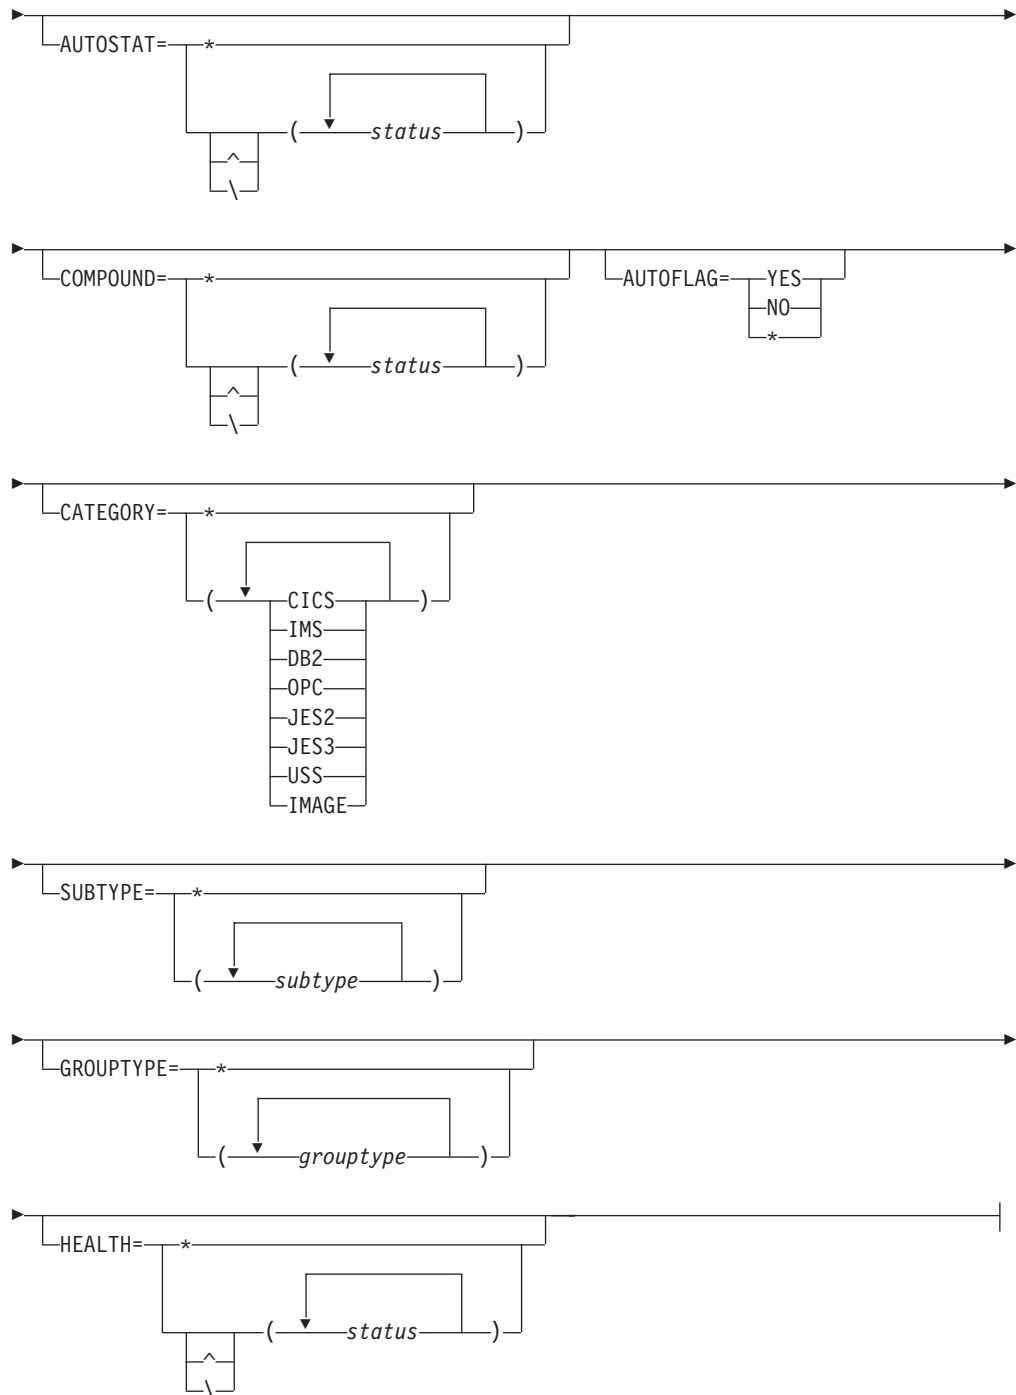 AUTOSTAT= *
( status )
^
\
COMPOUND= * AUTOFLAG= YES
NO
*
( status )
^
\
CATEGORY= *
( CICS )
IMS
DB2
OPC
JES2
JES3
USS
IMAGE
SUBTYPE= *
( subtype )
GROUPTYPE= *
( grouptype )
HEALTH= *
( status )
^
\